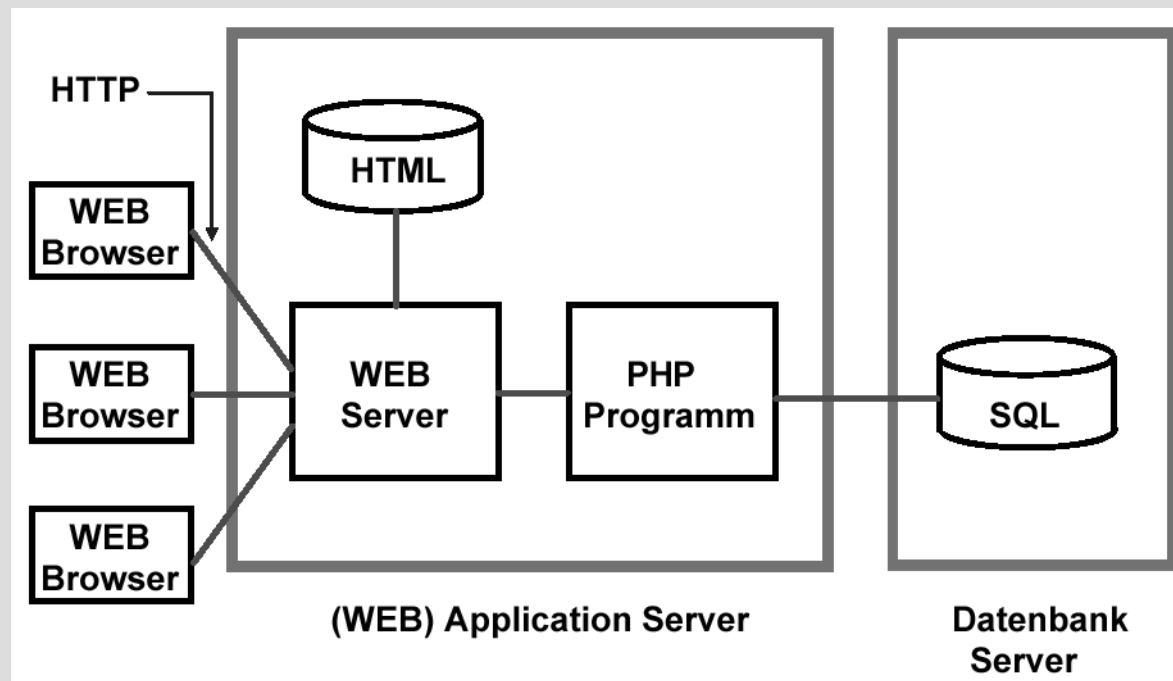 HTTP
HTML
WEB
Browser
WEB
Browser
WEB
Browser
WEB
Server
PHP
Programm
SQL
(WEB) Application Server
Datenbank
Server